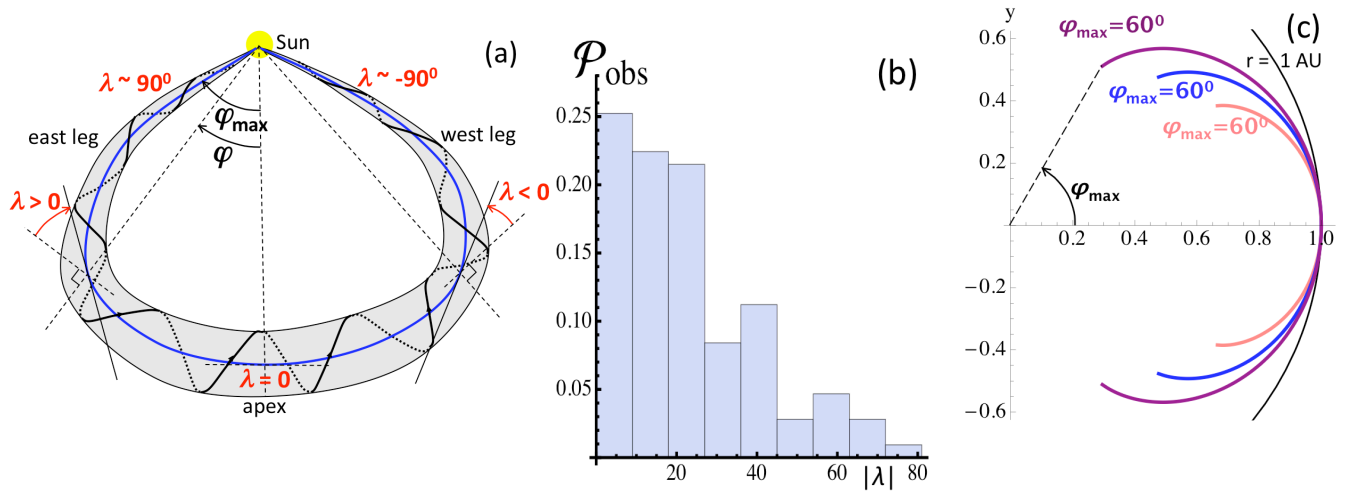 (a)
Sun
λ ~ 90⁰
λ ~ -90⁰
φmax
φ
east leg
west leg
λ > 0
λ < 0
λ = 0
apex
(b)
𝒫obs
0.25
0.20
0.15
0.10
0.05
20
40
60
80
|λ|
(c)
y
0.6
φmax=60⁰
r = 1 AU
φmax=60⁰
0.4
φmax=60⁰
0.2
φmax
0.2
0.4
0.6
0.8
1.0
−0.2
−0.4
−0.6